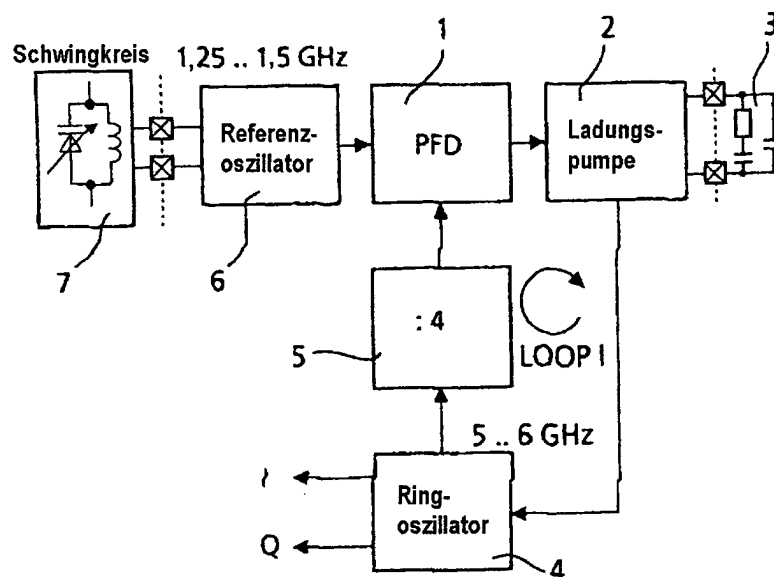 1
2
3
Schwingkreis
1,25 .. 1,5 GHz
Referenz-
oszillator
PFD
Ladungs-
pumpe
7
6
: 4
5
LOOP I
5 .. 6 GHz
I
Q
Ring-
oszillator
4